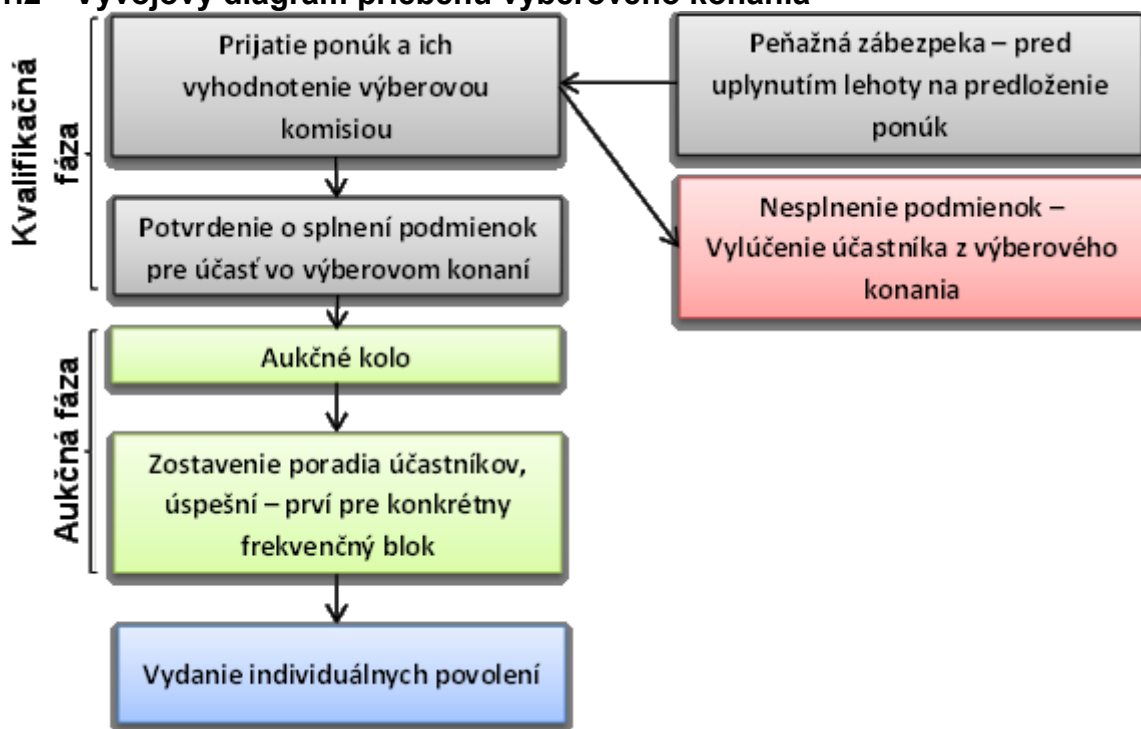 1.2 Vývojový diagram priebehu výberového konania
Kvalifikačná
fáza
Prijatie ponúk a ich
vyhodnotenie výberovou
komisiou
Peňažná zábezpeka – pred
uplynutím lehoty na predloženie
ponúk
Potvrdenie o splnení podmienok
pre účasť vo výberovom konaní
Nesplnenie podmienok –
Vylúčenie účastníka z výberového
konania
Aukčná fáza
Aukčné kolo
Zostavenie poradia účastníkov,
úspešní – prví pre konkrétny
frekvenčný blok
Vydanie individuálnych povolení